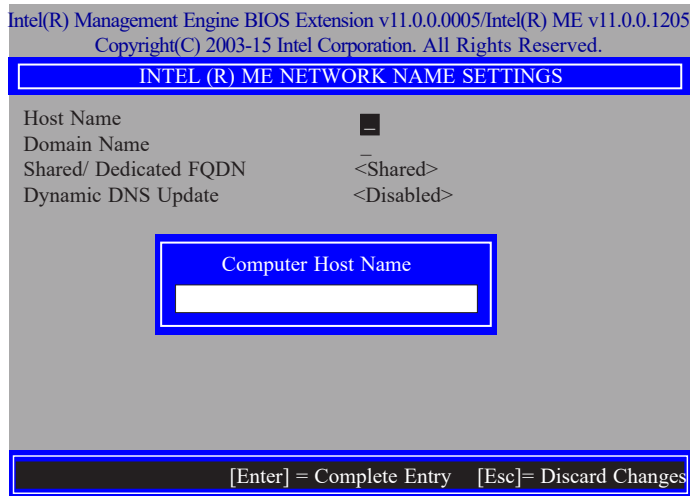 Intel(R) Management Engine BIOS Extension v11.0.0.0005/Intel(R) ME v11.0.0.1205
Copyright(C) 2003-15 Intel Corporation. All Rights Reserved.
INTEL (R) ME NETWORK NAME SETTINGS
Host Name _
Domain Name _
Shared/ Dedicated FQDN <Shared>
Dynamic DNS Update <Disabled>
Computer Host Name
[Enter] = Complete Entry [Esc]= Discard Changes